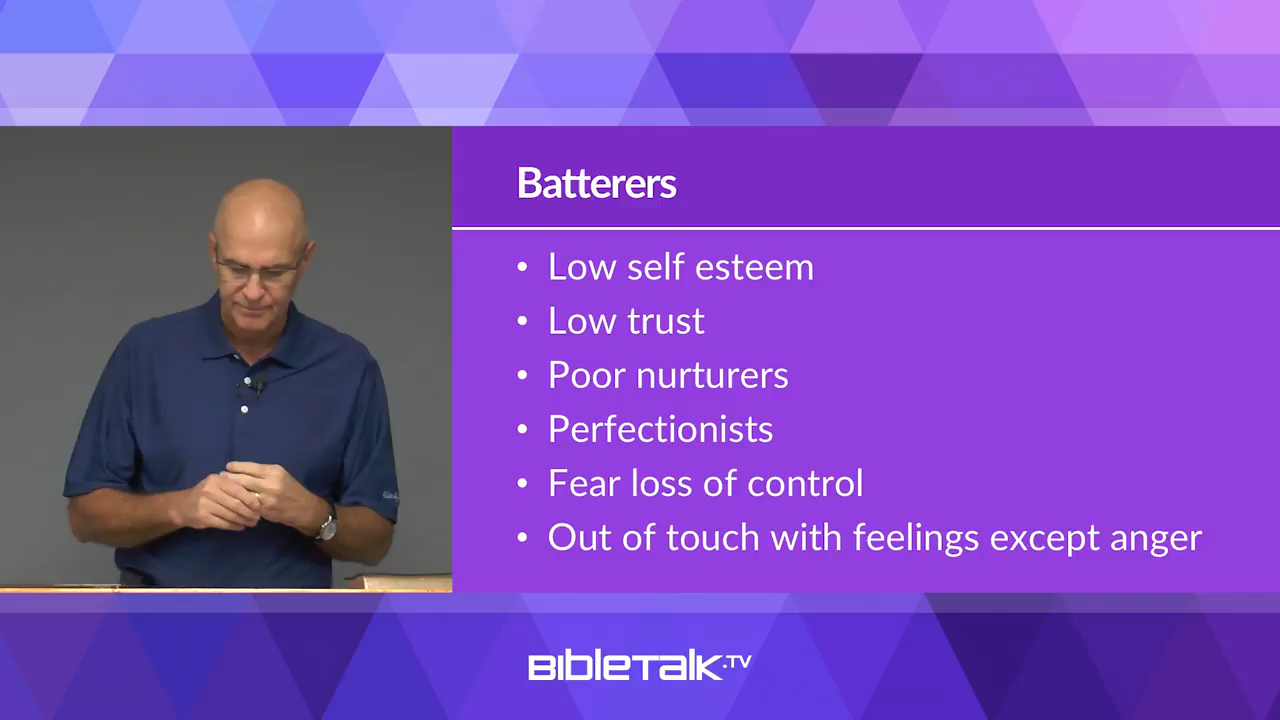 Batterers
• Low self esteem
• Low trust
• Poor nurturers
• Perfectionists
• Fear loss of control
• Out of touch with feelings except anger
BibleTalk.TV